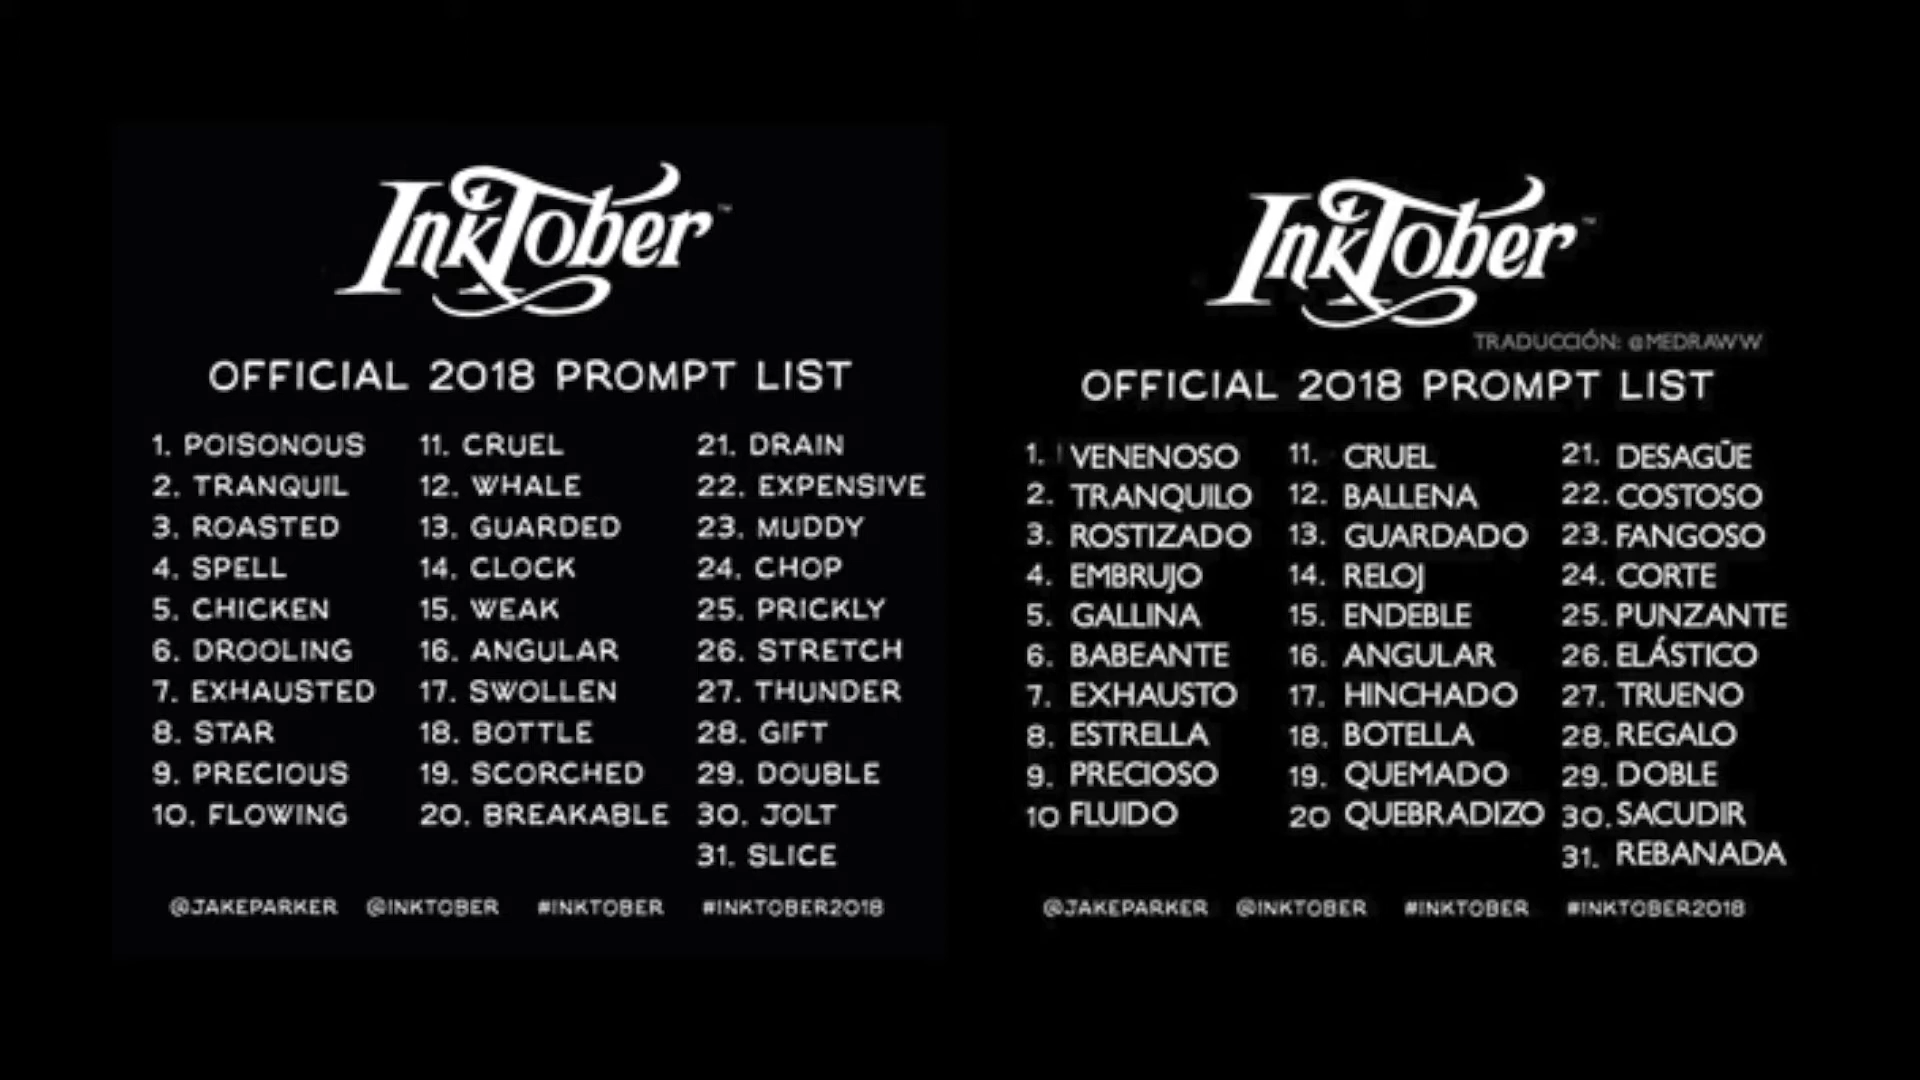 InkTober™
OFFICIAL 2018 PROMPT LIST
1. POISONOUS
2. TRANQUIL
3. ROASTED
4. SPELL
5. CHICKEN
6. DROOLING
7. EXHAUSTED
8. STAR
9. PRECIOUS
10. FLOWING
11. CRUEL
12. WHALE
13. GUARDED
14. CLOCK
15. WEAK
16. ANGULAR
17. SWOLLEN
18. BOTTLE
19. SCORCHED
20. BREAKABLE
21. DRAIN
22. EXPENSIVE
23. MUDDY
24. CHOP
25. PRICKLY
26. STRETCH
27. THUNDER
28. GIFT
29. DOUBLE
30. JOLT
31. SLICE
@JAKEPARKER @INKTOBER #INKTOBER #INKTOBER2018
InkTober™
TRADUCCIÓN: @MEDRAWW
OFFICIAL 2018 PROMPT LIST
1. VENENOSO
2. TRANQUILO
3. ROSTIZADO
4. EMBRUJO
5. GALLINA
6. BABEANTE
7. EXHAUSTO
8. ESTRELLA
9. PRECIOSO
10 FLUIDO
11. CRUEL
12. BALLENA
13. GUARDADO
14. RELOJ
15. ENDEBLE
16. ANGULAR
17. HINCHADO
18. BOTELLA
19. QUEMADO
20 QUEBRADIZO
21. DESAGÜE
22. COSTOSO
23. FANGOSO
24. CORTE
25. PUNZANTE
26. ELÁSTICO
27. TRUENO
28. REGALO
29. DOBLE
30. SACUDIR
31. REBANADA
@JAKEPARKER @INKTOBER #INKTOBER #INKTOBER2018